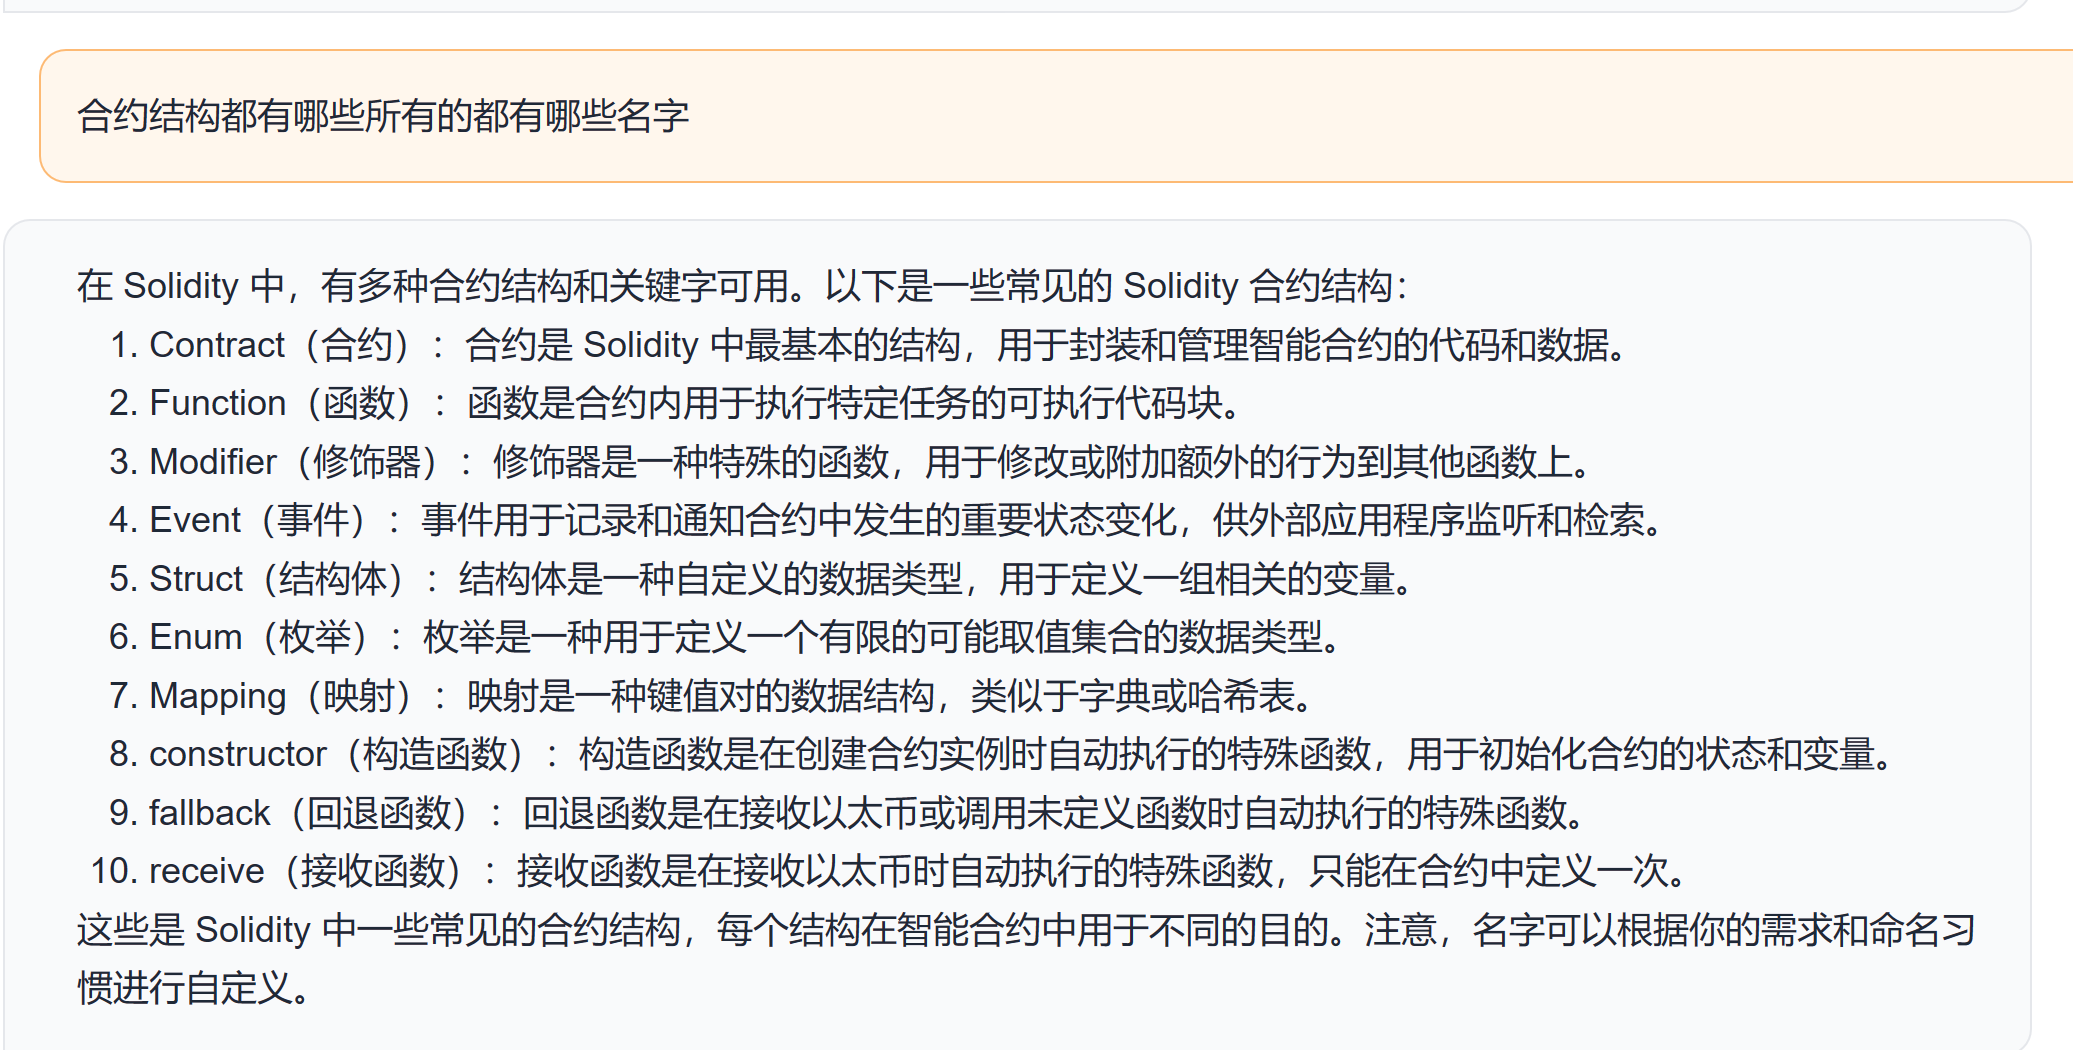 合约结构都有哪些所有的都有哪些名字
在 Solidity 中，有多种合约结构和关键字可用。以下是一些常见的 Solidity 合约结构：
1. Contract（合约）：合约是 Solidity 中最基本的结构，用于封装和管理智能合约的代码和数据。
2. Function（函数）：函数是合约内用于执行特定任务的可执行代码块。
3. Modifier（修饰器）：修饰器是一种特殊的函数，用于修改或附加额外的行为到其他函数上。
4. Event（事件）：事件用于记录和通知合约中发生的重要状态变化，供外部应用程序监听和检索。
5. Struct（结构体）：结构体是一种自定义的数据类型，用于定义一组相关的变量。
6. Enum（枚举）：枚举是一种用于定义一个有限的可能取值集合的数据类型。
7. Mapping（映射）：映射是一种键值对的数据结构，类似于字典或哈希表。
8. constructor（构造函数）：构造函数是在创建合约实例时自动执行的特殊函数，用于初始化合约的状态和变量。
9. fallback（回退函数）：回退函数是在接收以太币或调用未定义函数时自动执行的特殊函数。
10. receive（接收函数）：接收函数是在接收以太币时自动执行的特殊函数，只能在合约中定义一次。
这些是 Solidity 中一些常见的合约结构，每个结构在智能合约中用于不同的目的。注意，名字可以根据你的需求和命名习
惯进行自定义。